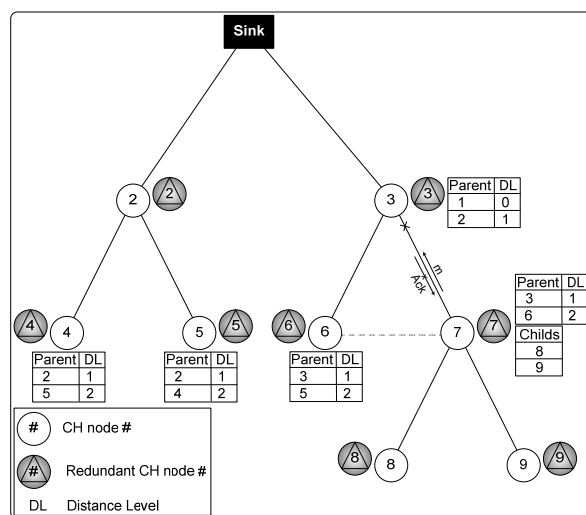 Sink
2
2
3
3
Parent DL
1 0
2 1
m
Ack
4
4
5
5
6
6
7
7
Parent DL
3 1
6 2
Childs
8
9
Parent DL
2 1
5 2
Parent DL
2 1
4 2
Parent DL
3 1
5 2
8
8
9
9
# CH node #
# Redundant CH node #
DL Distance Level